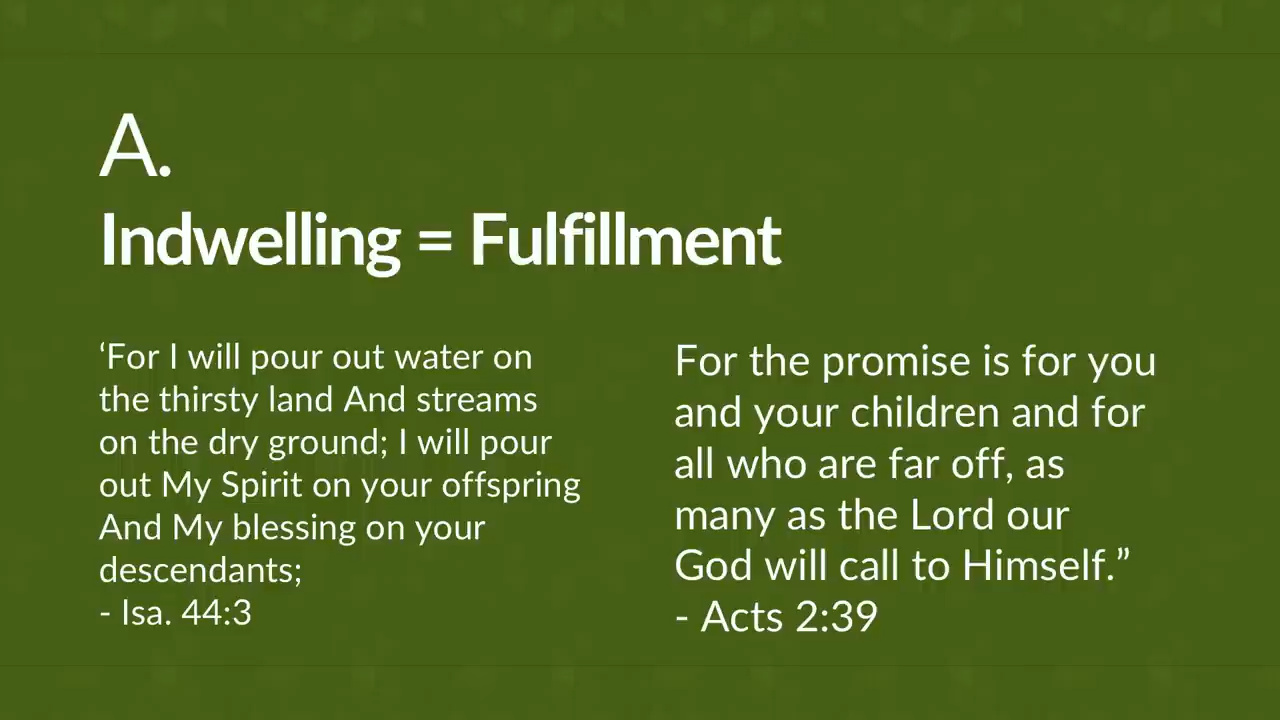 A.
Indwelling = Fulfillment
‘For I will pour out water on
the thirsty land And streams
on the dry ground; I will pour
out My Spirit on your offspring
And My blessing on your
descendants;
- Isa. 44:3
For the promise is for you
and your children and for
all who are far off, as
many as the Lord our
God will call to Himself.”
- Acts 2:39